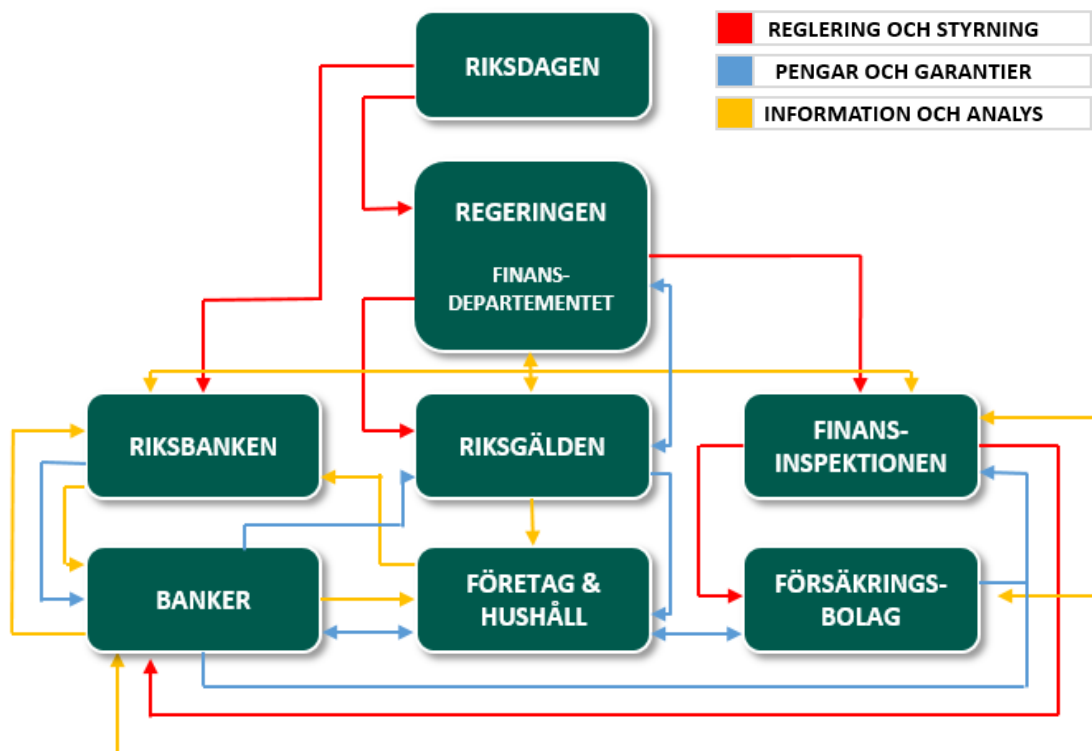 RIKSDAGEN
REGLERING OCH STYRNING
PENGAR OCH GARANTIER
INFORMATION OCH ANALYS
REGERINGEN
FINANS-
DEPARTEMENTET
RIKSBANKEN
RIKSGÄLDEN
FINANS-
INSPEKTIONEN
BANKER
FÖRETAG &
HUSHÅLL
FÖRSÄKRINGS-
BOLAG